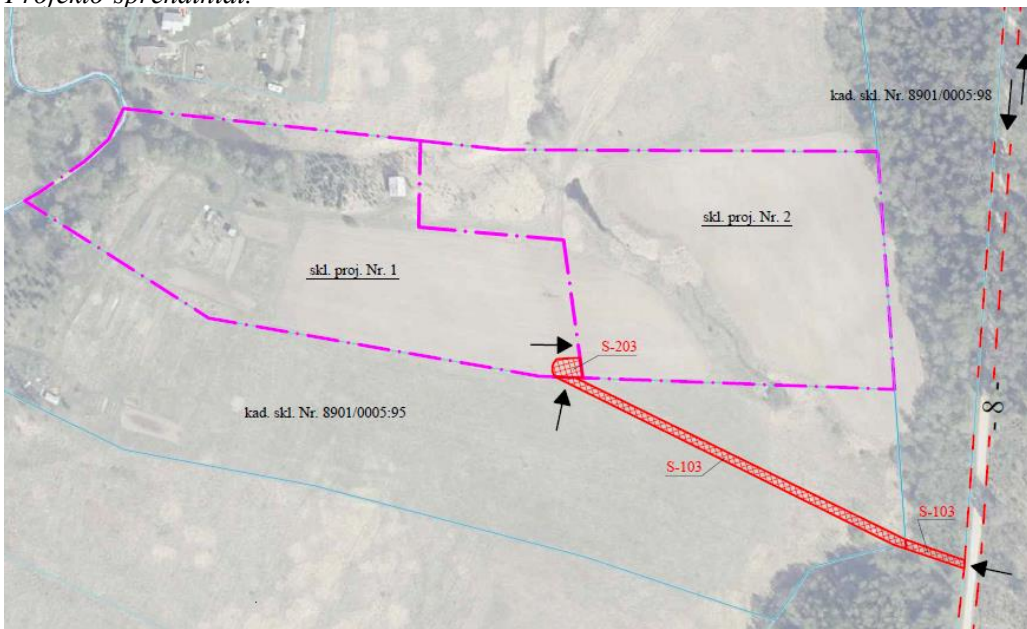 Projekto sprendiniai:
kad. skl. Nr. 8901/0005:98
skl. proj. Nr. 2
skl. proj. Nr. 1
S-203
kad. skl. Nr. 8901/0005:95
- 8 -
S-103
S-103